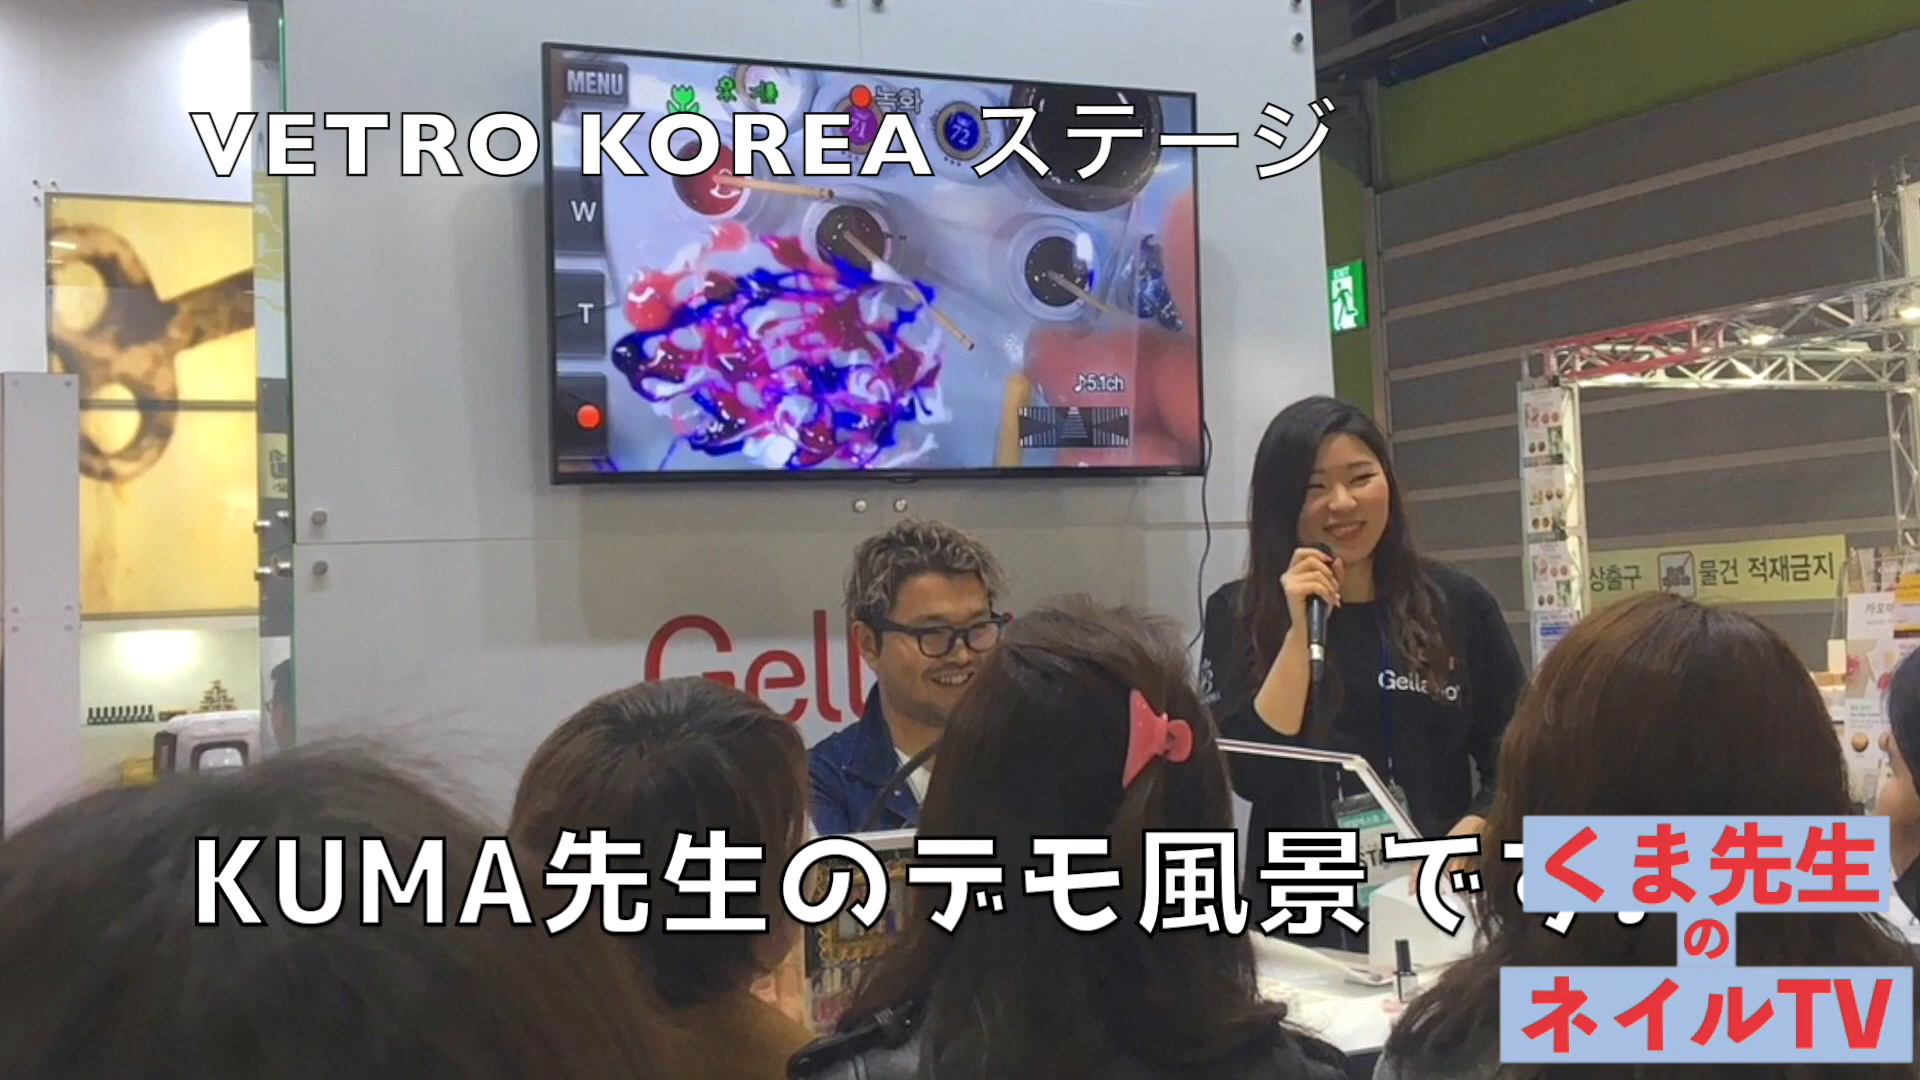 MENU
녹화
71
72
VETRO KOREA ステージ
W
T
♪5.1ch
EXIT
상출구
물건 적재금지
Gell
KUMA先生のデモ風景で
くま先生
の
ネイルTV